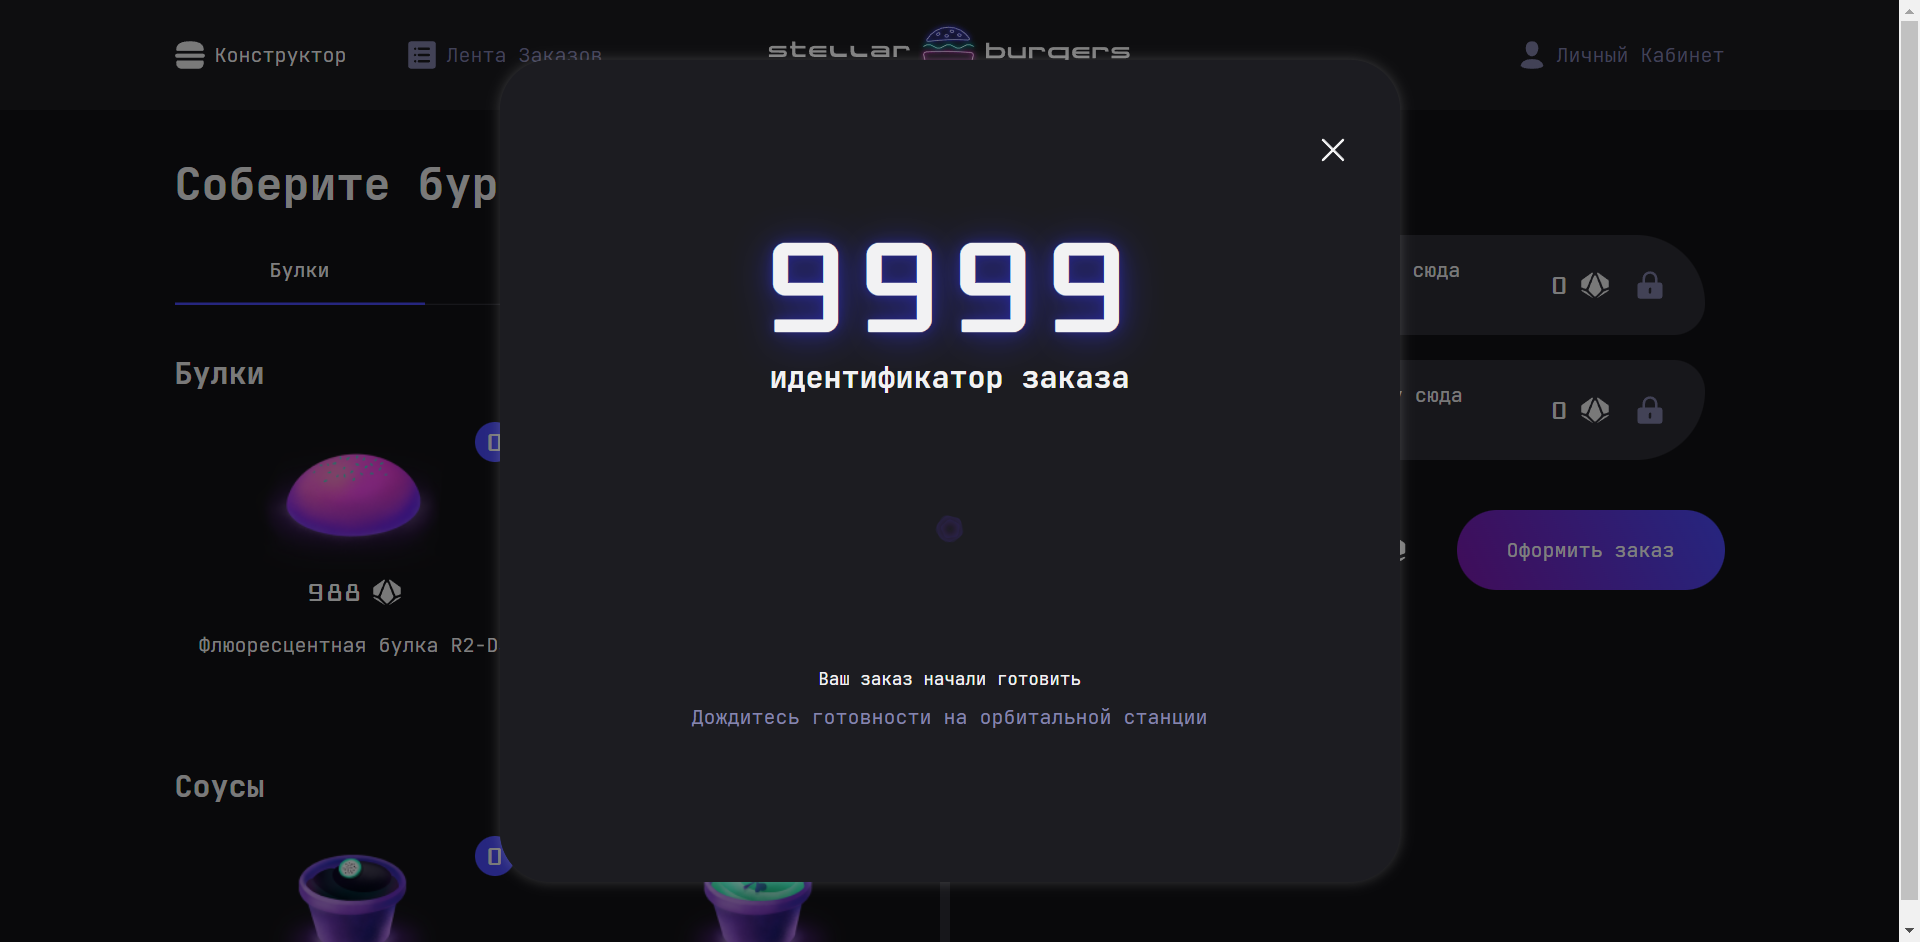 Конструктор
Лента Заказов
stellar burgers
Личный Кабинет
Соберите бур
Булки
Булки
0
988
Флюоресцентная булка R2-D
Соусы
0
9999
идентификатор заказа
Ваш заказ начали готовить
Дождитесь готовности на орбитальной станции
сюда
0
сюда
0
Оформить заказ